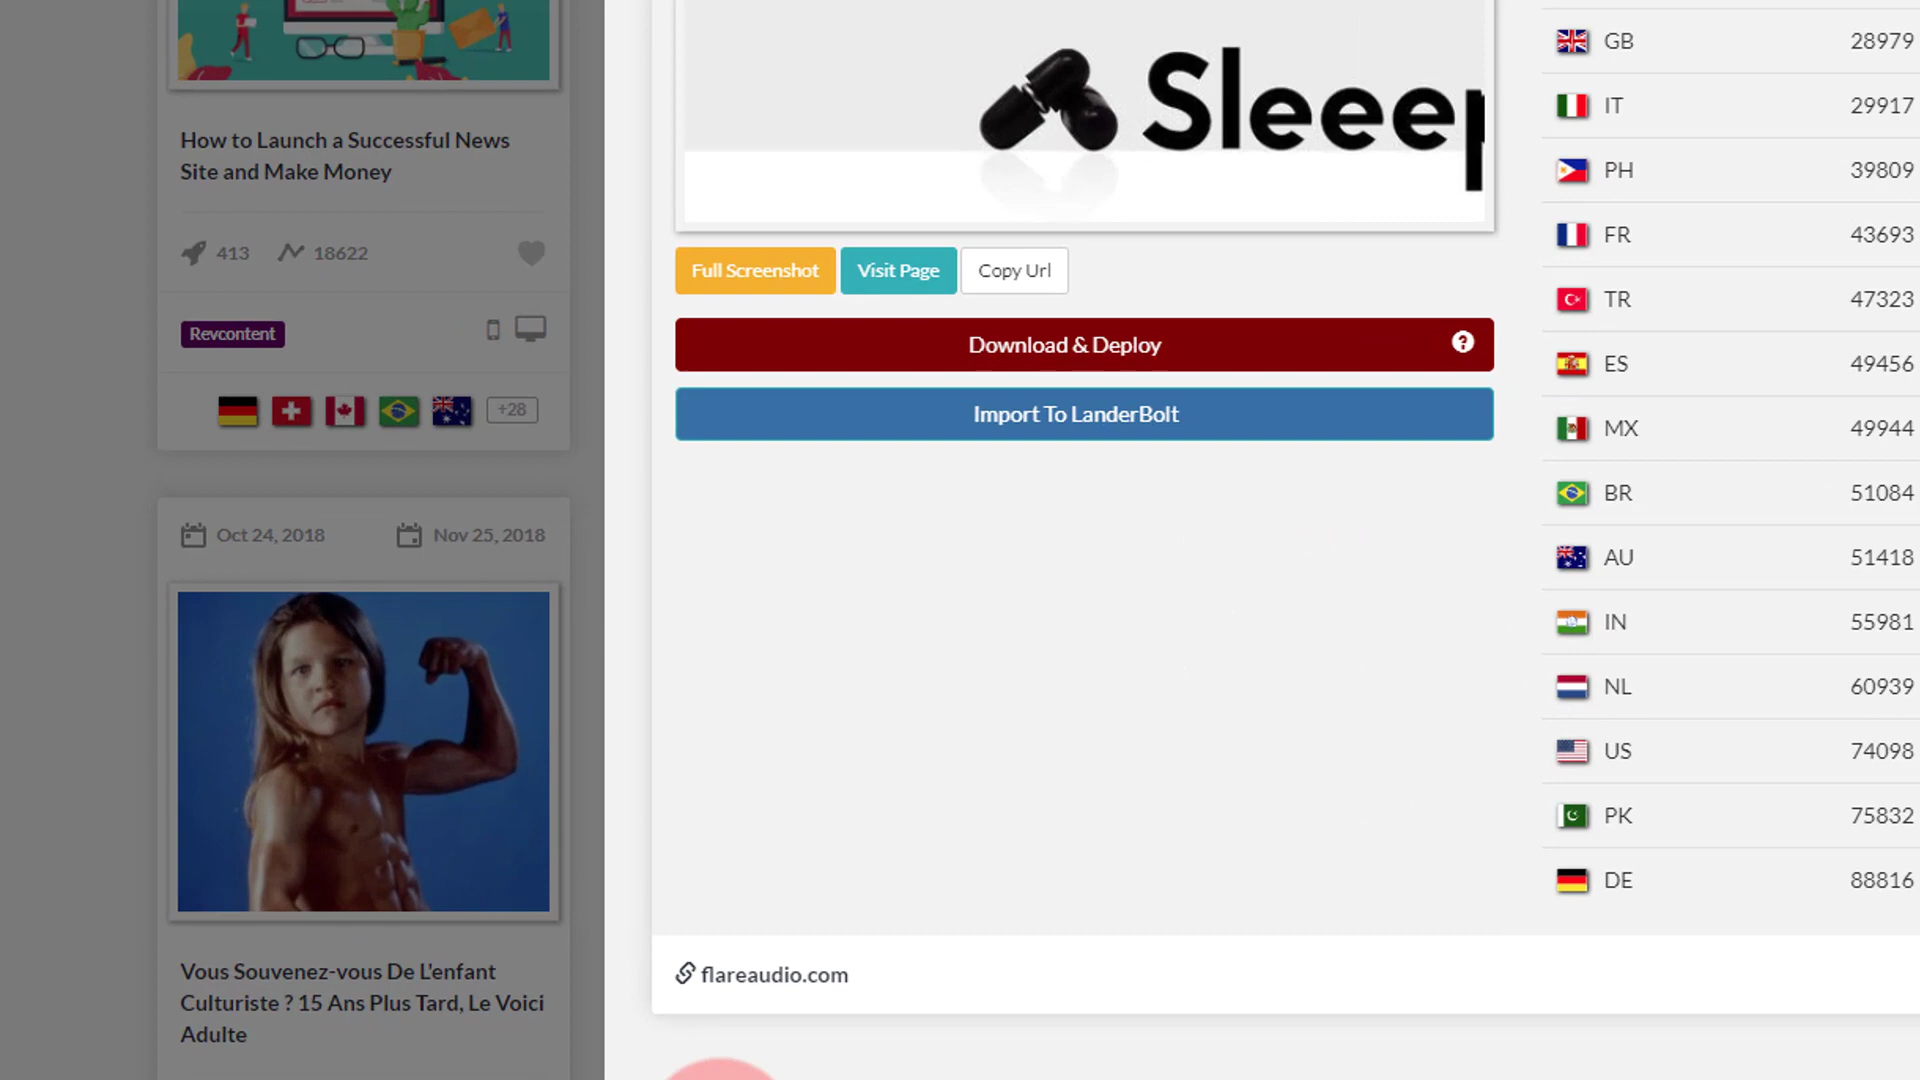 How to Launch a Successful News
Site and Make Money
413 18622
Revcontent
+28
Oct 24, 2018 Nov 25, 2018
Vous Souvenez-vous De L'enfant
Culturiste ? 15 Ans Plus Tard, Le Voici
Adulte
Sleeep
Full Screenshot Visit Page Copy Url
Download & Deploy ?
Import To LanderBolt
flareaudio.com
GB 28979
IT 29917
PH 39809
FR 43693
TR 47323
ES 49456
MX 49944
BR 51084
AU 51418
IN 55981
NL 60939
US 74098
PK 75832
DE 88816